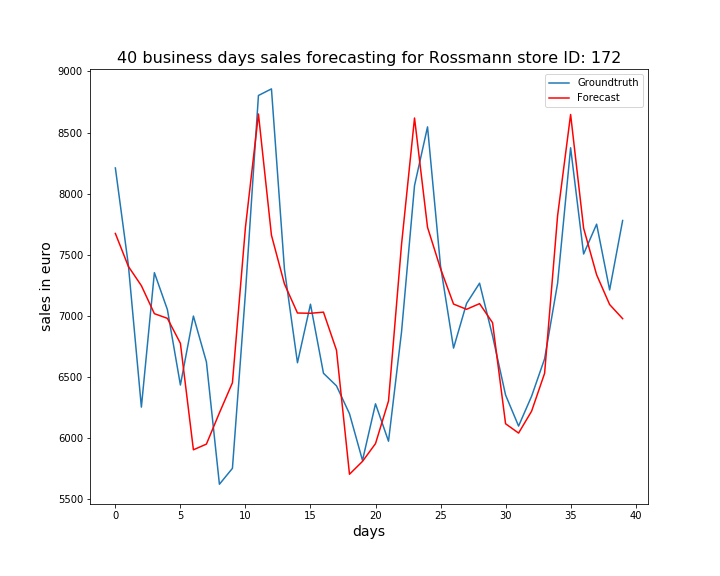 40 business days sales forecasting for Rossmann store ID: 172
Groundtruth
Forecast
sales in euro
9000
8500
8000
7500
7000
6500
6000
5500
0 5 10 15 20 25 30 35 40
days